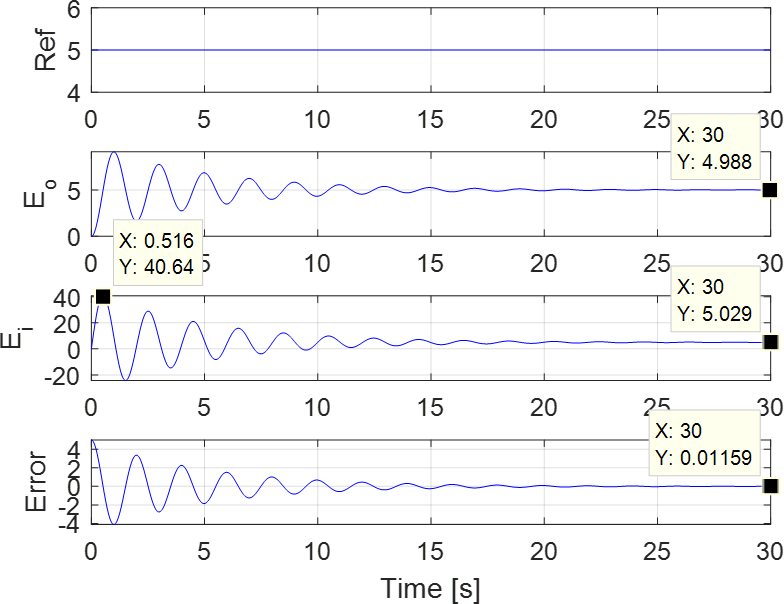 Ref
6
5
4
0 5 10 15 20 25 30
X: 30
Y: 4.988
E_o
5
0
0 5 10 15 20 25 30
X: 0.516
Y: 40.64
X: 30
Y: 5.029
E_i
40
20
0
-20
0 5 10 15 20 25 30
X: 30
Y: 0.01159
Error
4
2
0
-2
-4
0 5 10 15 20 25 30
Time [s]